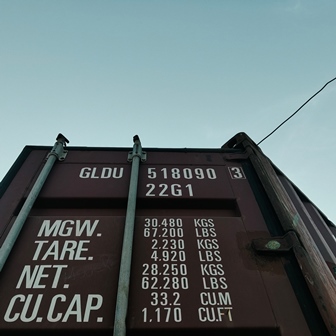 GLDU 518090 3
22G1
MGW. 30.480 KGS
67.200 LBS
TARE. 2.230 KGS
4.920 LBS
NET. 28.250 KGS
62.280 LBS
CU.CAP. 33.2 CU.M
1.170 CU.FT